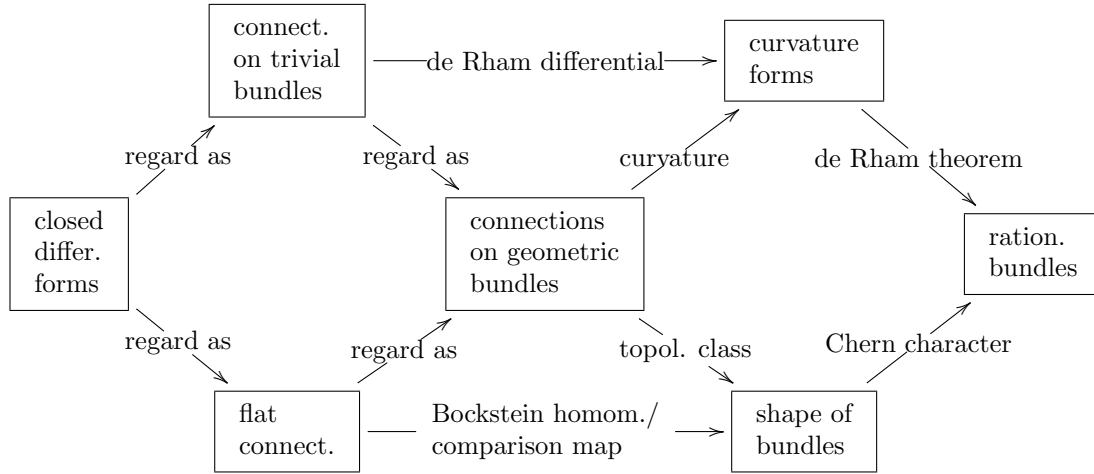 connect.
on trivial
bundles
de Rham differential
curvature
forms
regard as
regard as
curvature
de Rham theorem
closed
differ.
forms
connections
on geometric
bundles
ration.
bundles
regard as
regard as
topol. class
Chern character
flat
connect.
Bockstein homom./
comparison map
shape of
bundles